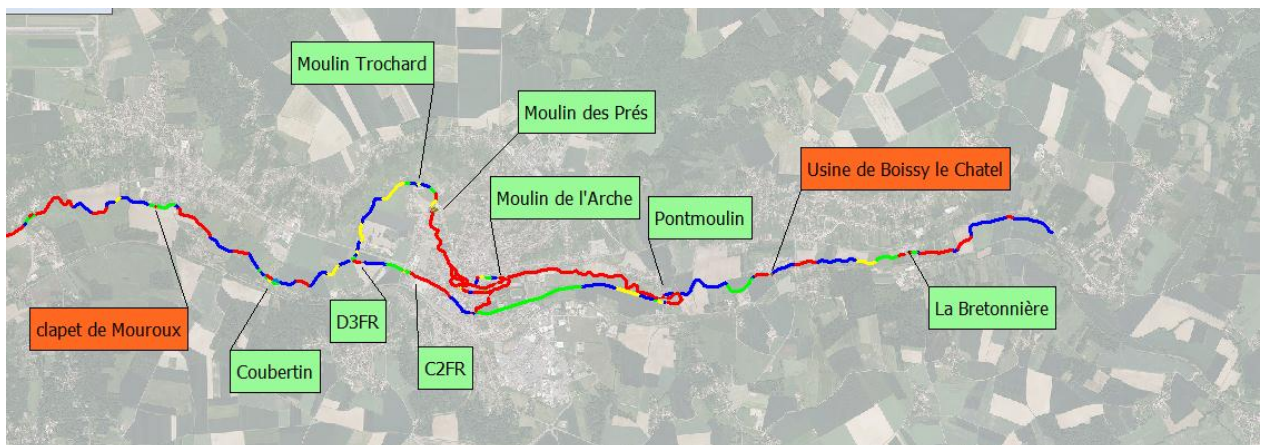 Moulin Trochard
Moulin des Prés
Usine de Boissy le Chatel
Moulin de l'Arche
Pontmoulin
La Bretonnière
D3FR
clapet de Mouroux
C2FR
Coubertin